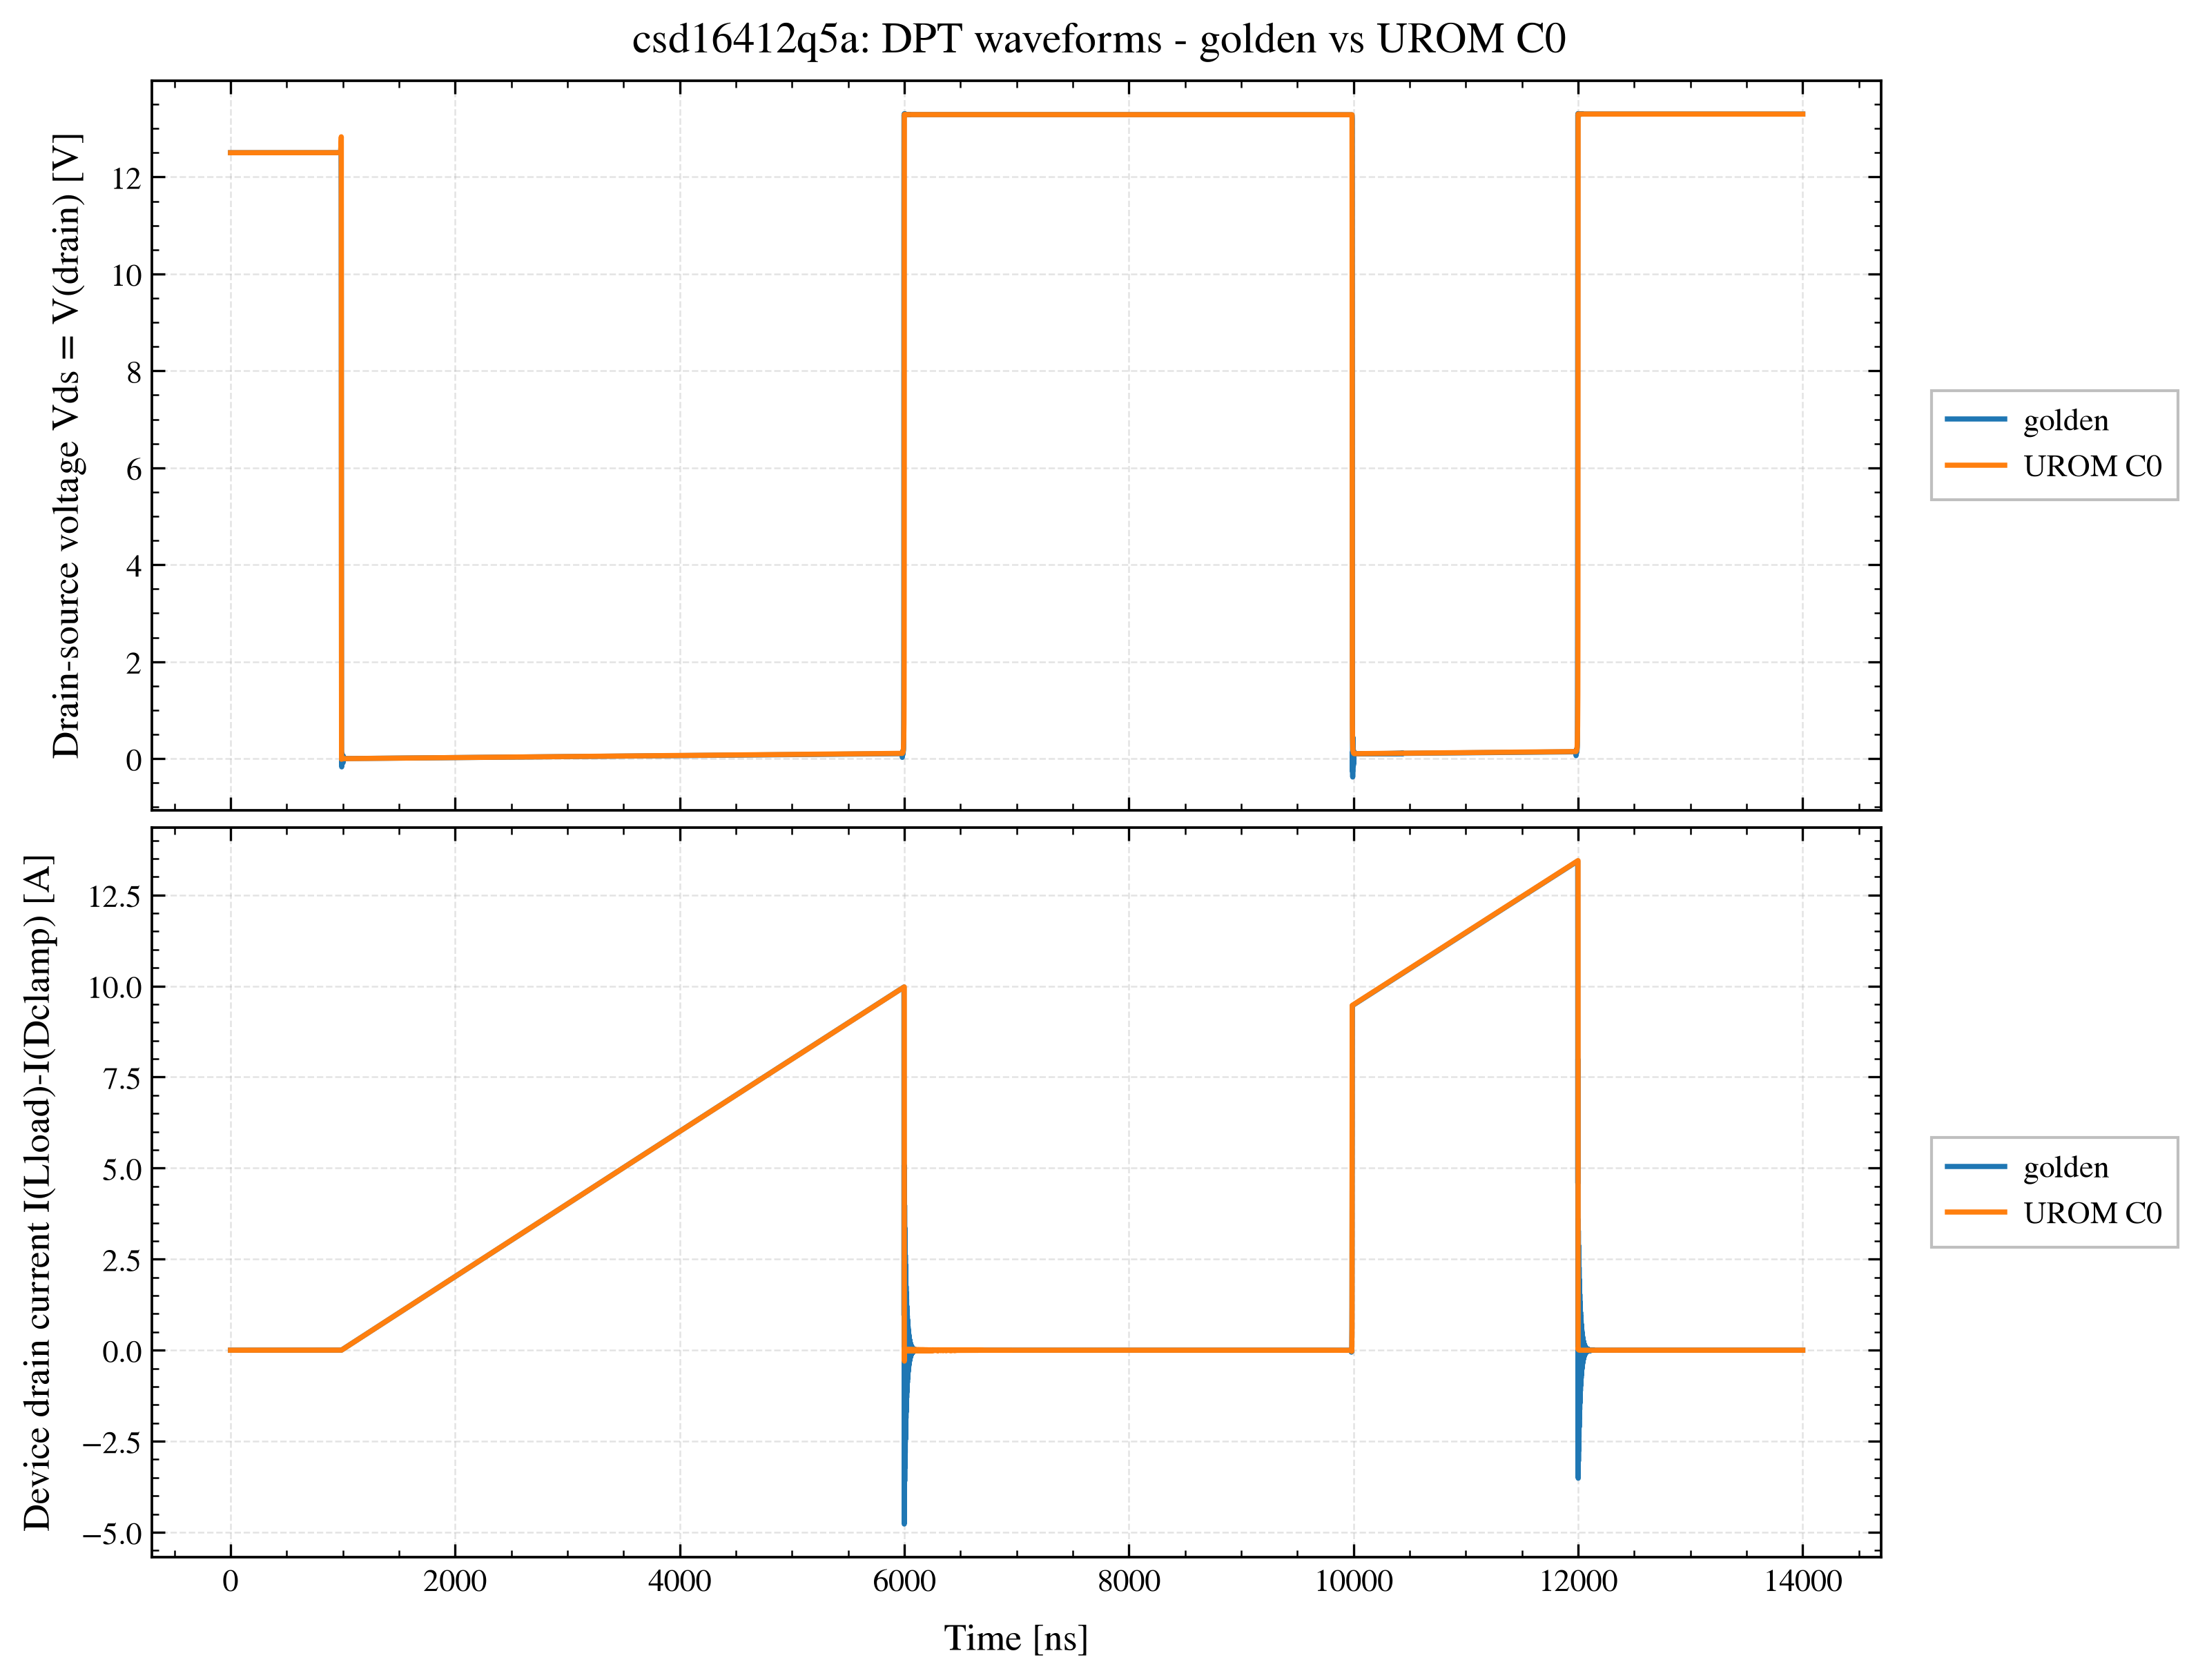 csd16412q5a: DPT waveforms - golden vs UROM C0
Drain-source voltage Vds = V(drain) [V]
12
10
8
6
4
2
0
golden
UROM C0
Device drain current I(Lload)-I(Dclamp) [A]
12.5
10.0
7.5
5.0
2.5
0.0
−2.5
−5.0
golden
UROM C0
0 2000 4000 6000 8000 10000 12000 14000
Time [ns]